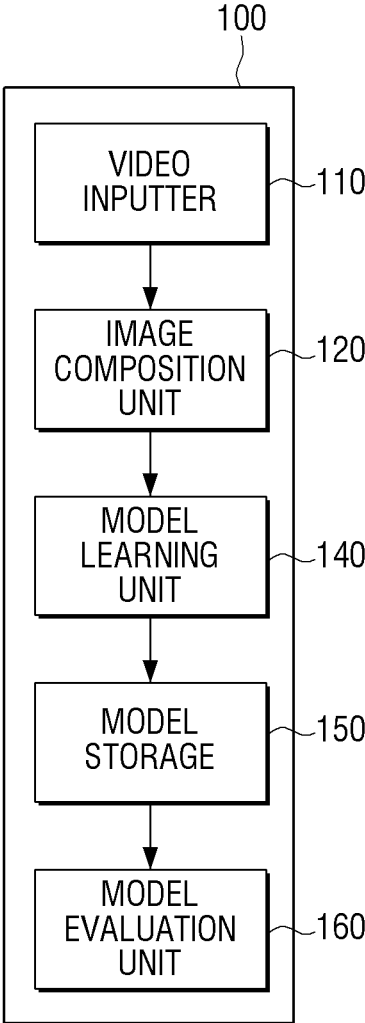 100
VIDEO
INPUTTER
110
IMAGE
COMPOSITION
UNIT
120
MODEL
LEARNING
UNIT
140
MODEL
STORAGE
150
MODEL
EVALUATION
UNIT
160